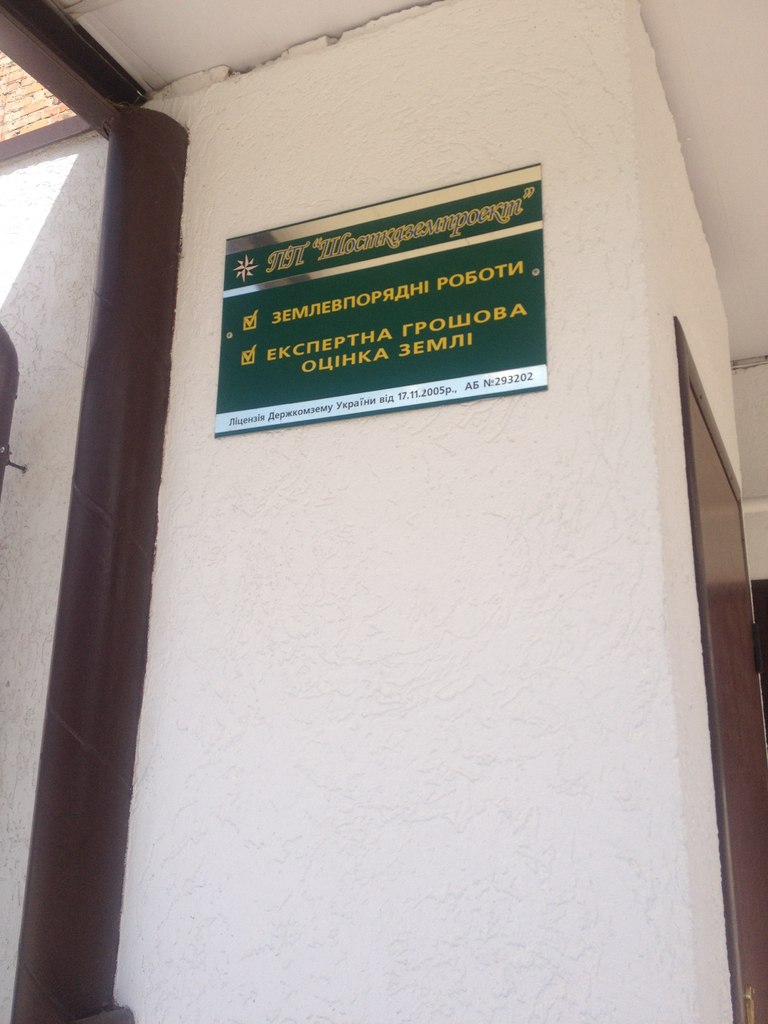 ПП "Шостказемпроект"
ЗЕМЛЕВПОРЯДНІ РОБОТИ
ЕКСПЕРТНА ГРОШОВА
ОЦІНКА ЗЕМЛІ
Ліцензія Держкомзему України від 17.11.2005р., АБ №293202